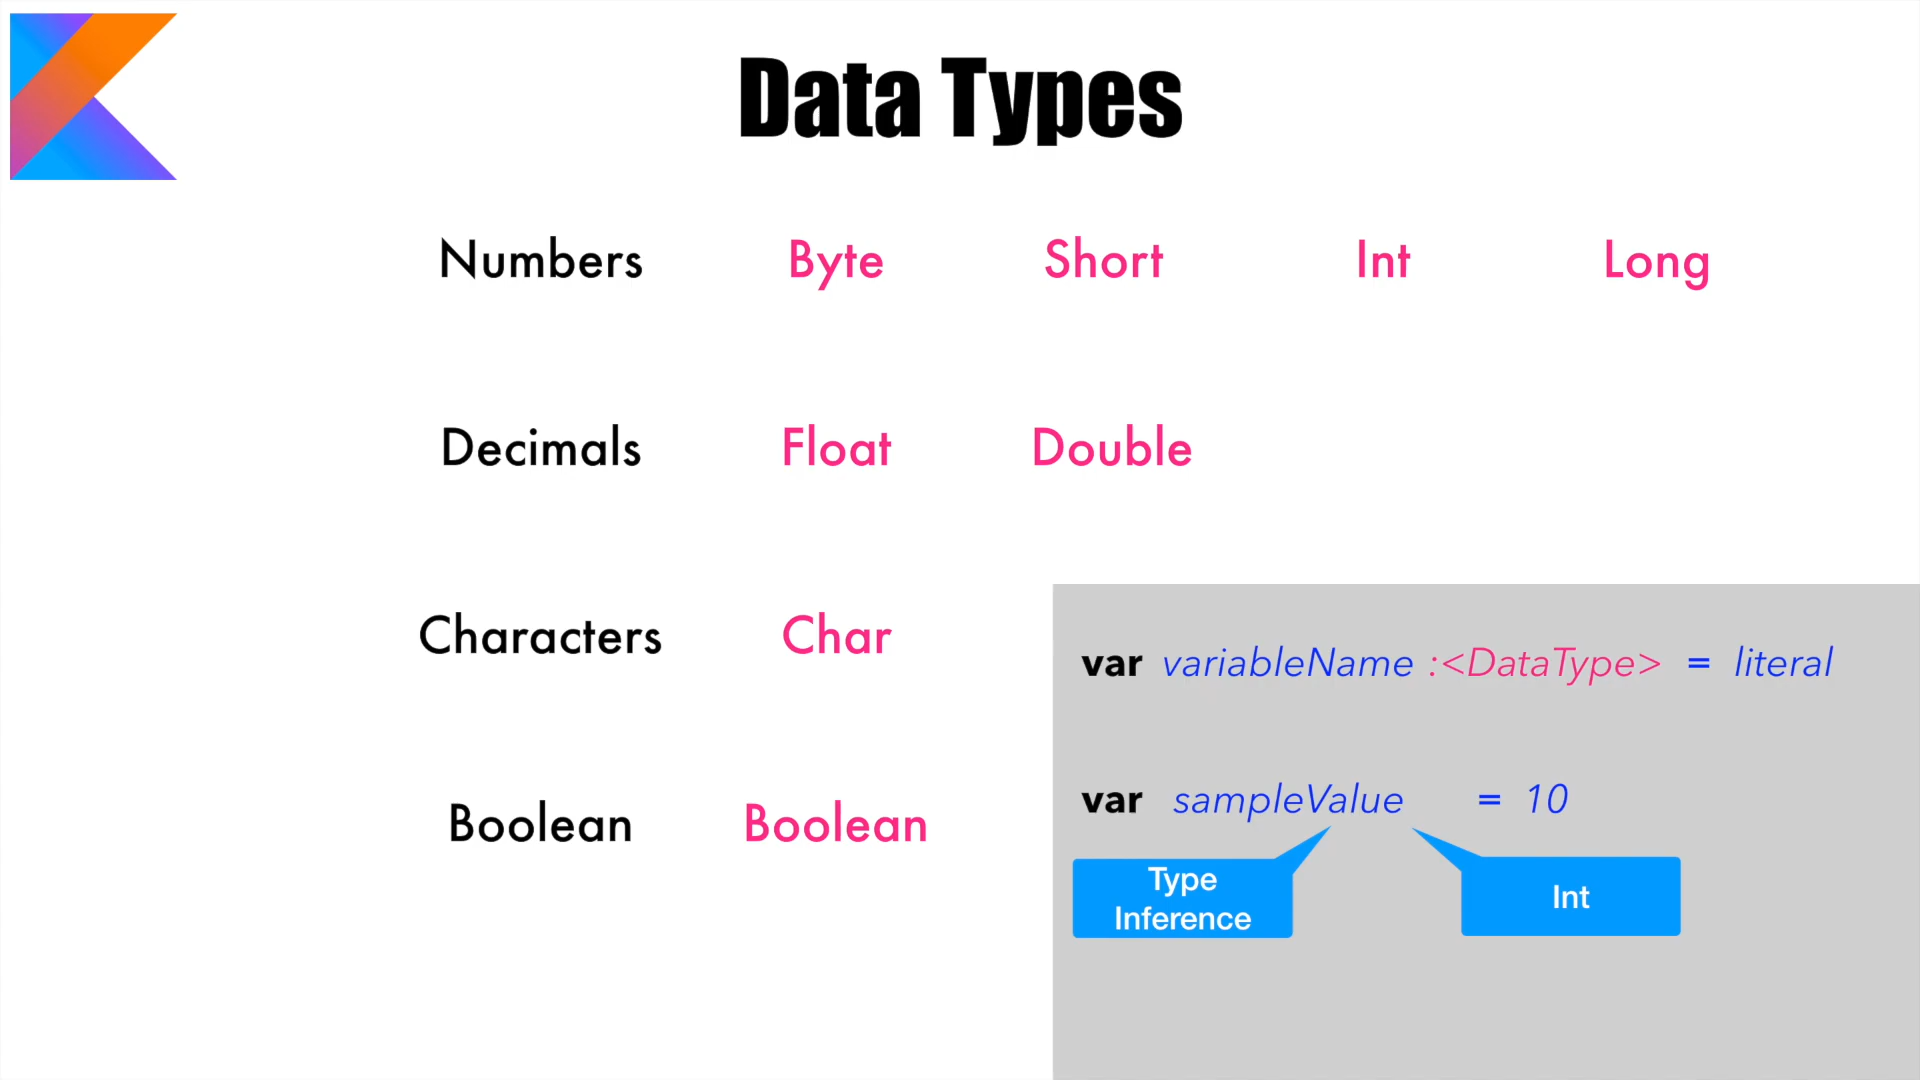 Data Types
Numbers Byte Short Int Long
Decimals Float Double
Characters Char
Boolean Boolean
var variableName :<DataType> = literal
var sampleValue = 10
Type
Inference
Int